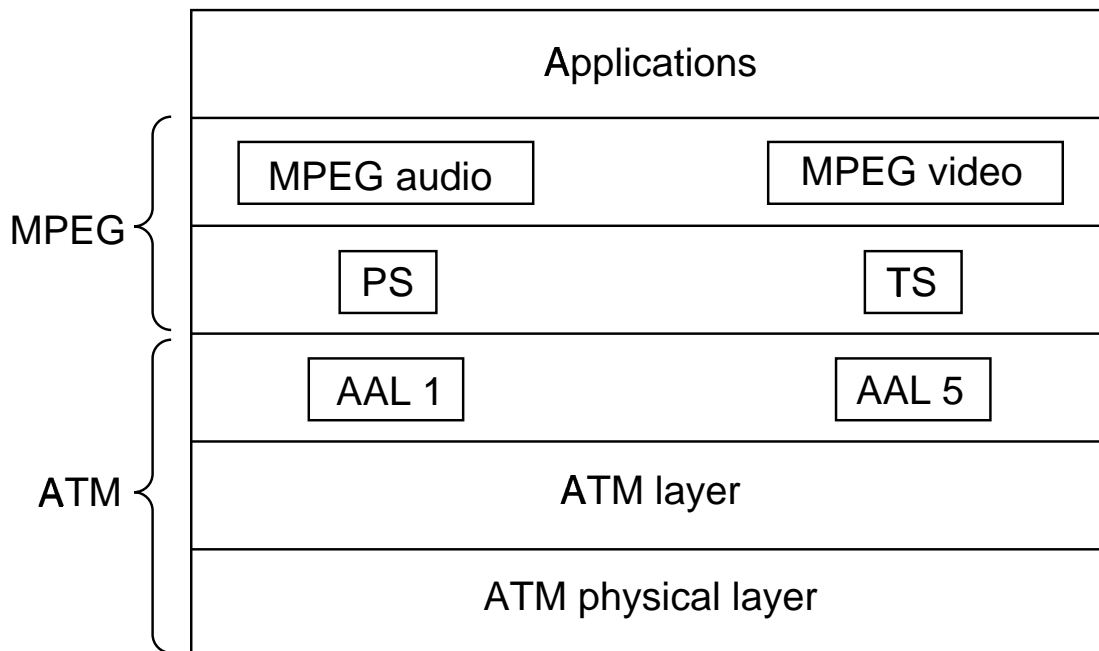 Applications
MPEG audio
MPEG video
MPEG
PS
TS
AAL 1
AAL 5
ATM
ATM layer
ATM physical layer